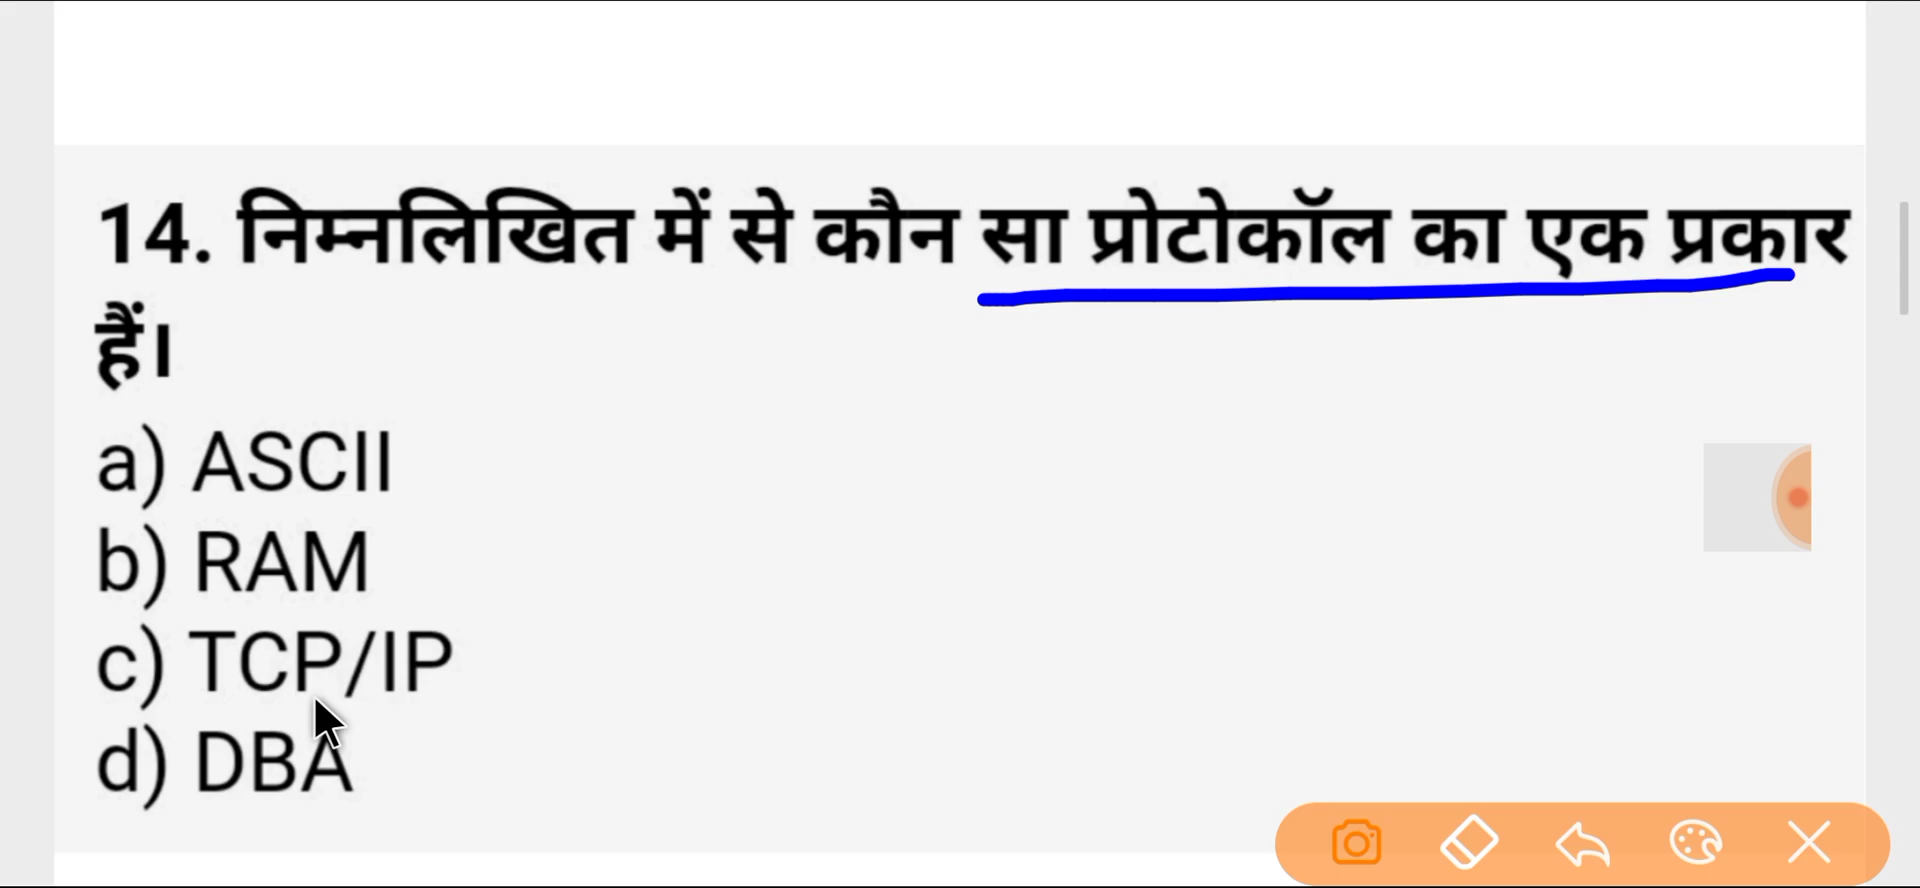 14. निम्नलिखित में से कौन सा प्रोटोकॉल का एक प्रकार
हैं।
a) ASCII
b) RAM
c) TCP/IP
d) DBA